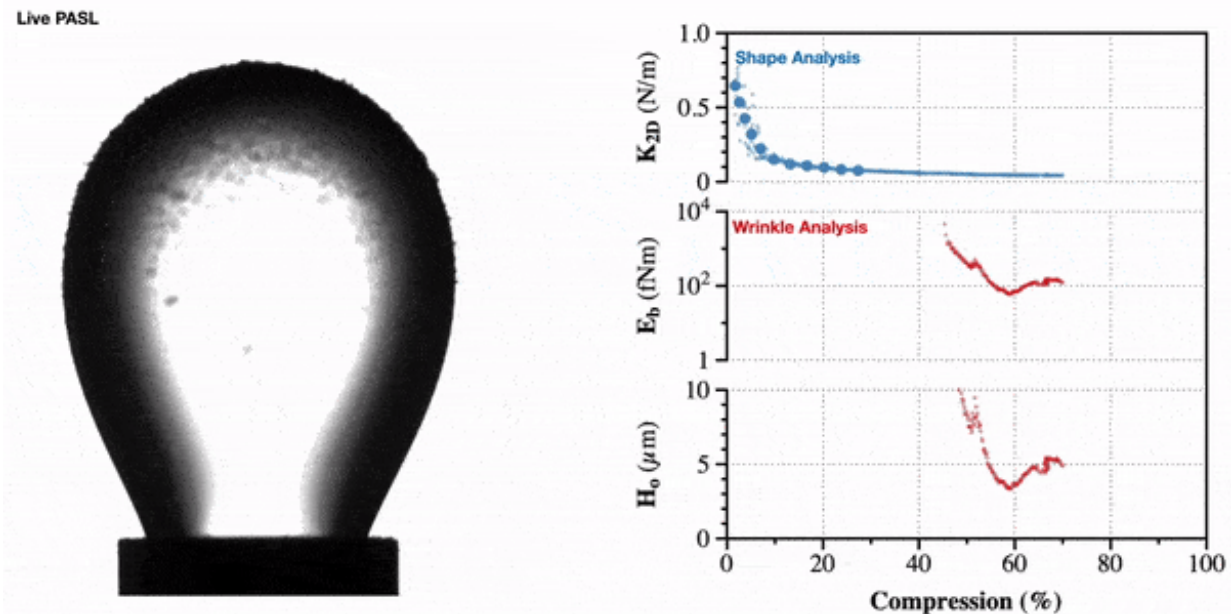 Live PASL
1.0
Shape Analysis
K2D (N/m)
0.5
0
10^4
Wrinkle Analysis
Eb (fNm)
10^2
1
10
Ho (μm)
5
0
0 20 40 60 80 100
Compression (%)